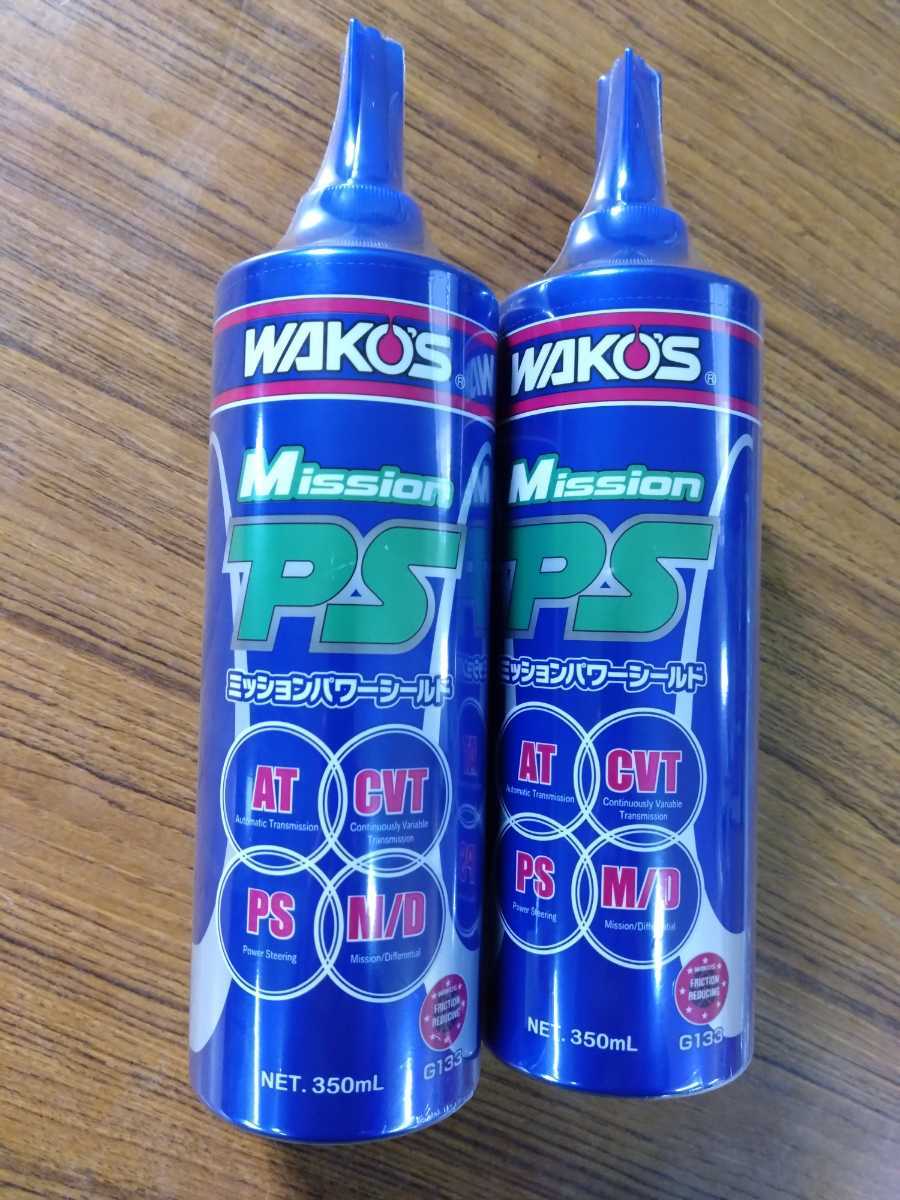 WAKO'S®
Mission
PS
ミッションパワーシールド
AT
Automatic Transmission
CVT
Continuously Variable
Transmission
PS
Power Steering
M/D
Mission/Differential
WAKO'S
FRICTION
REDUCING
NET. 350mL
G133
WAKO'S®
Mission
PS
ミッションパワーシールド
AT
Automatic Transmission
CVT
Continuously Variable
Transmission
PS
Power Steering
M/D
Mission/Differential
WAKO'S
FRICTION
REDUCING
NET. 350mL
G133